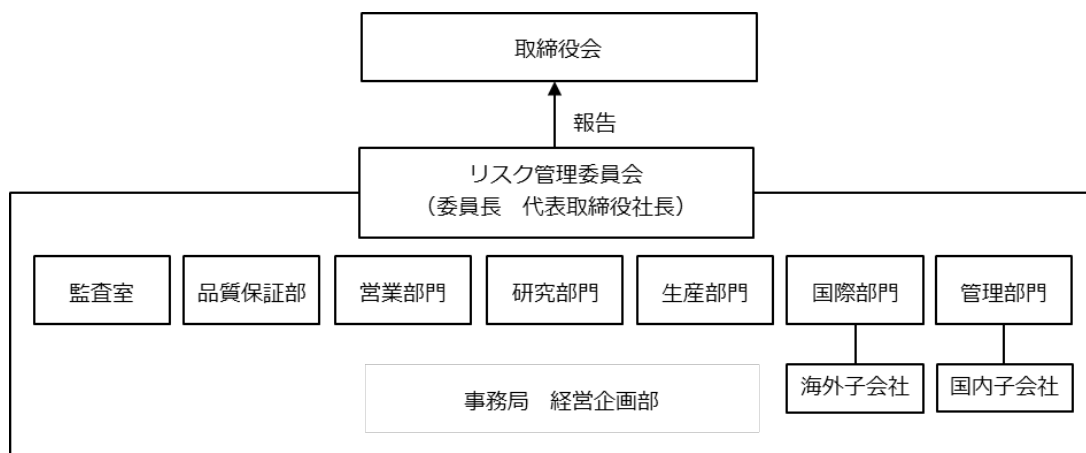 取締役会
報告
リスク管理委員会
（委員長　代表取締役社長）
監査室
品質保証部
営業部門
研究部門
生産部門
国際部門
管理部門
海外子会社
国内子会社
事務局　経営企画部